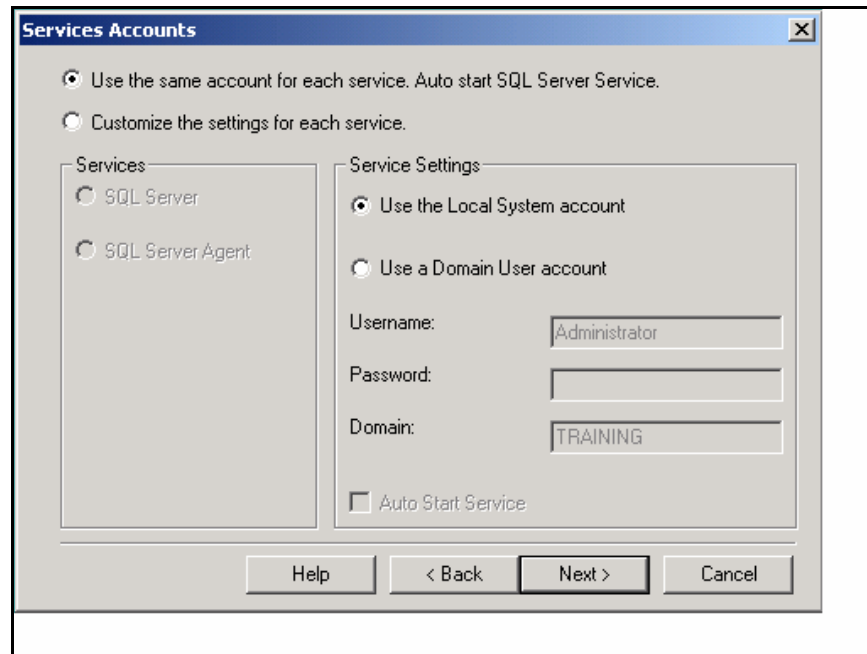 Services Accounts
Use the same account for each service. Auto start SQL Server Service.
Customize the settings for each service.
Services
SQL Server
SQL Server Agent
Service Settings
Use the Local System account
Use a Domain User account
Username:
Administrator
Password:
Domain:
TRAINING
Auto Start Service
Help
< Back
Next >
Cancel